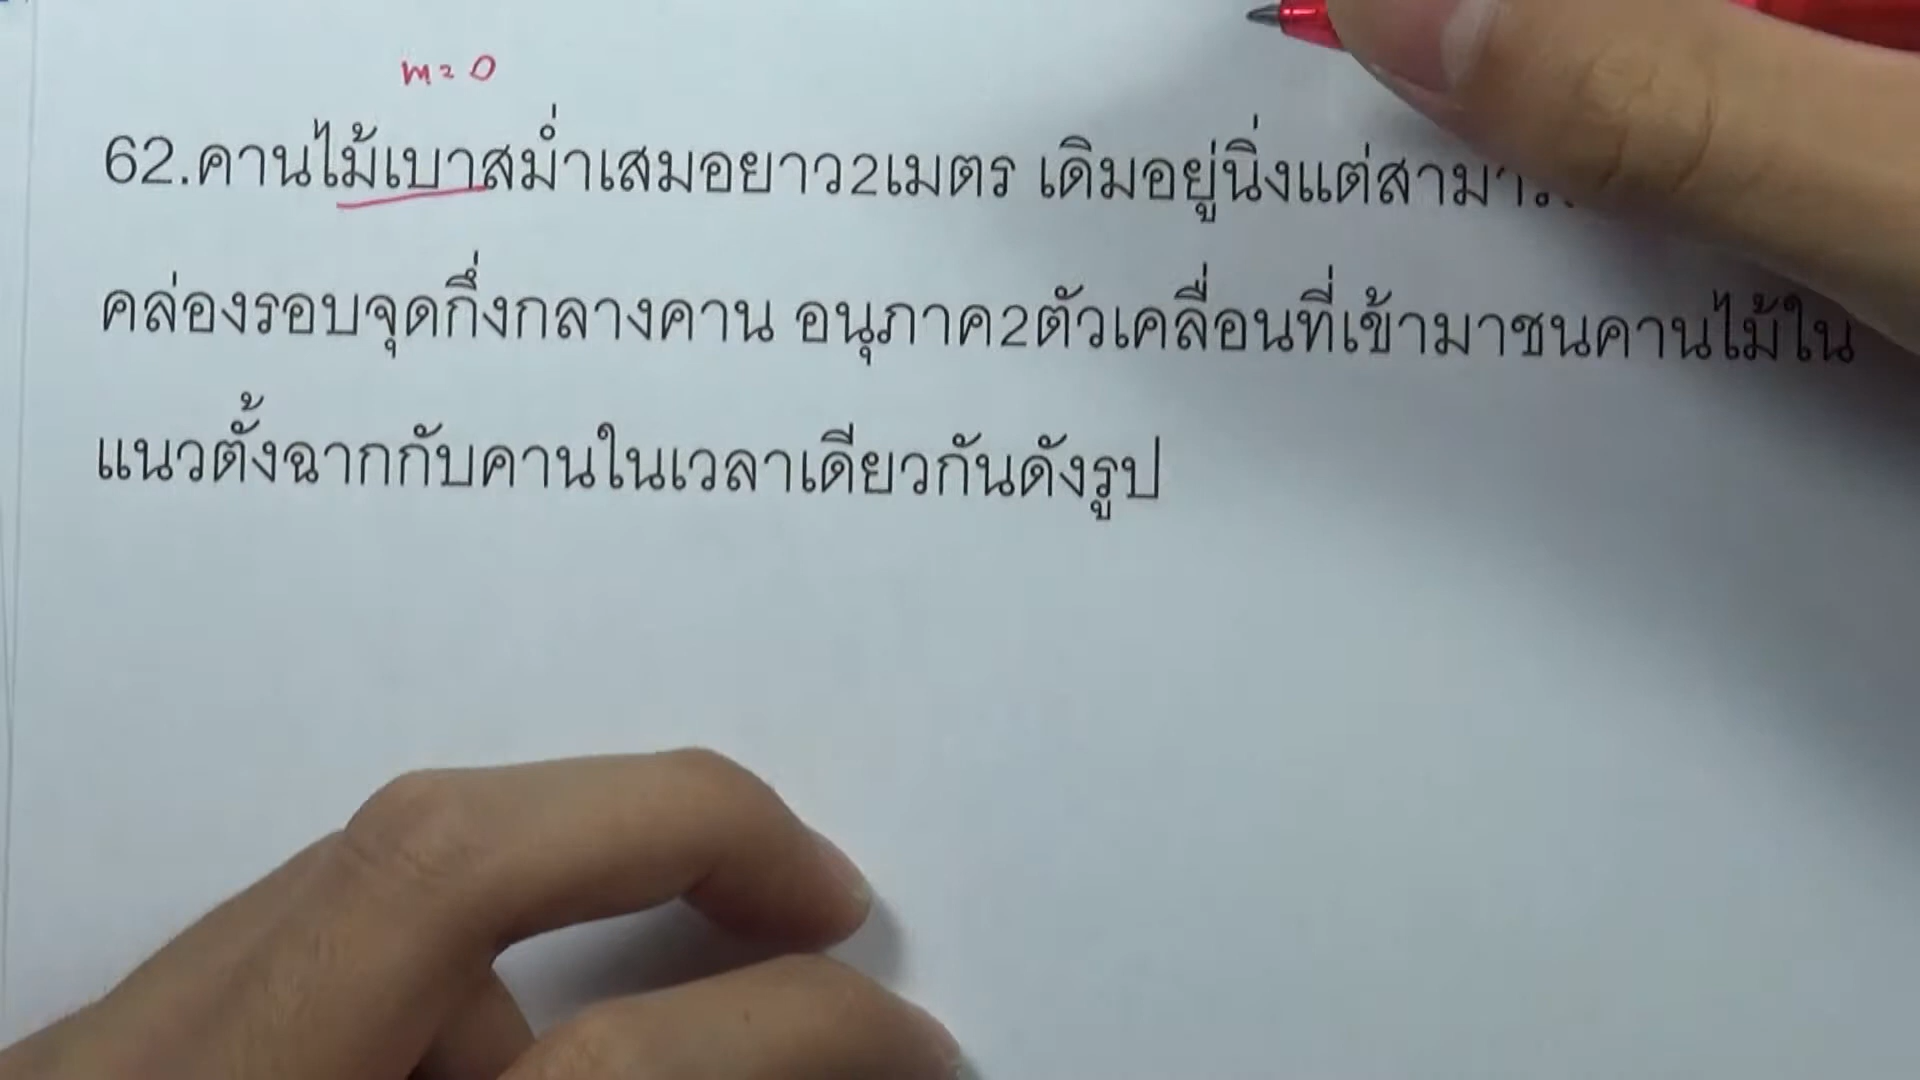 m = 0
62.คานไม้เบาสม่ำเสมอยาว2เมตร เดิมอยู่นิ่งแต่
คล่องรอบจุดกึ่งกลางคาน อนุภาค2ตัวเคลื่อนที่เข้ามาชนคานไม้ใน
แนวตั้งฉากกับคานในเวลาเดียวกันดังรูป